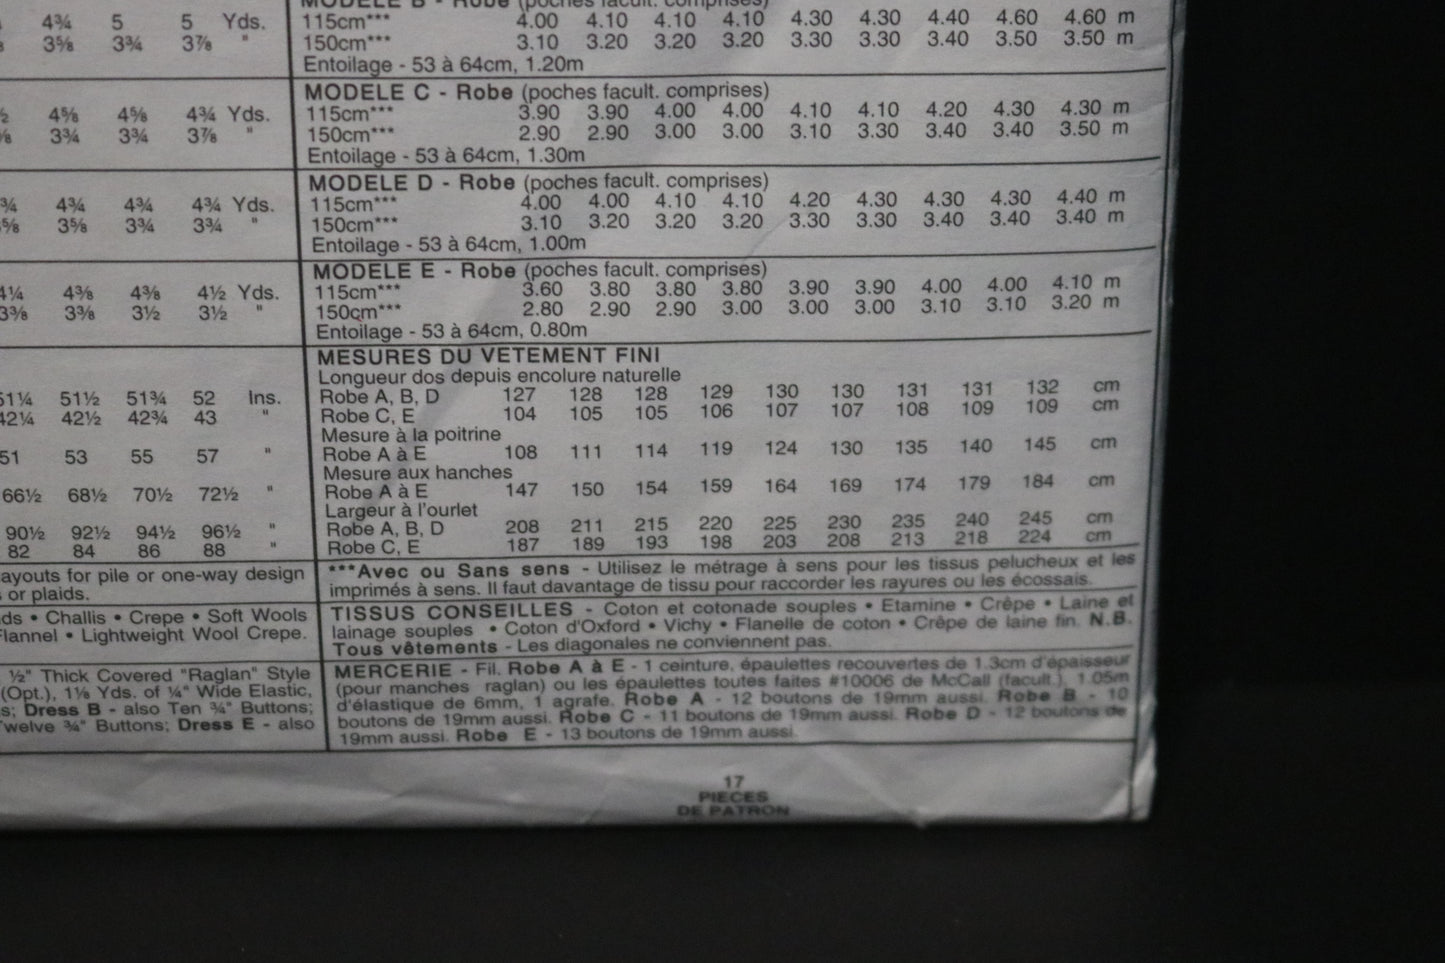 4¾ 5 5 Yds.
3⅝ 3¾ 3⅞ "
4⅝ 4⅝ 4¾ Yds.
3¾ 3¾ 3⅞ "
4¾ 4¾ 4¾ Yds.
3⅝ 3¾ 3¾ "
4⅜ 4⅜ 4½ Yds.
3⅜ 3½ 3½ "
51¼ 51½ 51¾ 52 Ins.
42¼ 42½ 42¾ 43 "
51 53 55 57 "
66½ 68½ 70½ 72½ "
90½ 92½ 94½ 96½ "
82 84 86 88 "
ayouts for pile or one-way design
or plaids.
ds • Challis • Crepe • Soft Wools
Flannel • Lightweight Wool Crepe.
½" Thick Covered "Raglan" Style
(Opt.), 1⅛ Yds. of ¼" Wide Elastic,
s; Dress B - also Ten ¾" Buttons;
welve ¾" Buttons; Dress E - also
MODELE B - Robe (poches facult. comprises)
115cm*** 4.00 4.10 4.10 4.10 4.30 4.30 4.40 4.60 4.60 m
150cm*** 3.10 3.20 3.20 3.20 3.30 3.30 3.40 3.50 3.50 m
Entoilage - 53 à 64cm, 1.20m
MODELE C - Robe (poches facult. comprises)
115cm*** 3.90 3.90 4.00 4.00 4.10 4.10 4.20 4.30 4.30 m
150cm*** 2.90 2.90 3.00 3.00 3.10 3.30 3.40 3.40 3.50 m
Entoilage - 53 à 64cm, 1.30m
MODELE D - Robe (poches facult. comprises)
115cm*** 4.00 4.00 4.10 4.10 4.20 4.30 4.30 4.30 4.40 m
150cm*** 3.10 3.20 3.20 3.20 3.30 3.30 3.40 3.40 3.40 m
Entoilage - 53 à 64cm, 1.00m
MODELE E - Robe (poches facult. comprises)
115cm*** 3.60 3.80 3.80 3.80 3.90 3.90 4.00 4.00 4.10 m
150cm*** 2.80 2.90 2.90 3.00 3.00 3.00 3.10 3.10 3.20 m
Entoilage - 53 à 64cm, 0.80m
MESURES DU VETEMENT FINI
Longueur dos depuis encolure naturelle
Robe A, B, D 127 128 128 129 130 130 131 131 132 cm
Robe C, E 104 105 105 106 107 107 108 109 109 cm
Mesure à la poitrine
Robe A à E 108 111 114 119 124 130 135 140 145 cm
Mesure aux hanches
Robe A à E 147 150 154 159 164 169 174 179 184 cm
Largeur à l'ourlet
Robe A, B, D 208 211 215 220 225 230 235 240 245 cm
Robe C, E 187 189 193 198 203 208 213 218 224 cm
***Avec ou Sans sens - Utilisez le métrage à sens pour les tissus pelucheux et les
imprimés à sens. Il faut davantage de tissu pour raccorder les rayures ou les écossais.
TISSUS CONSEILLES - Coton et cotonade souples • Etamine • Crêpe • Laine et
lainage souples • Coton d'Oxford • Vichy • Flanelle de coton • Crêpe de laine fin. N.B.
Tous vêtements - Les diagonales ne conviennent pas.
MERCERIE - Fil. Robe A à E - 1 ceinture, épaulettes recouvertes de 1.3cm d'épaisseur
(pour manches raglan) ou les épaulettes toutes faites #10006 de McCall (facult.), 1.05m
d'élastique de 6mm, 1 agrafe. Robe A - 12 boutons de 19mm aussi. Robe B - 10
boutons de 19mm aussi. Robe C - 11 boutons de 19mm aussi. Robe D - 12 boutons de
19mm aussi. Robe E - 13 boutons de 19mm aussi.
17
PIECES
DE PATRON